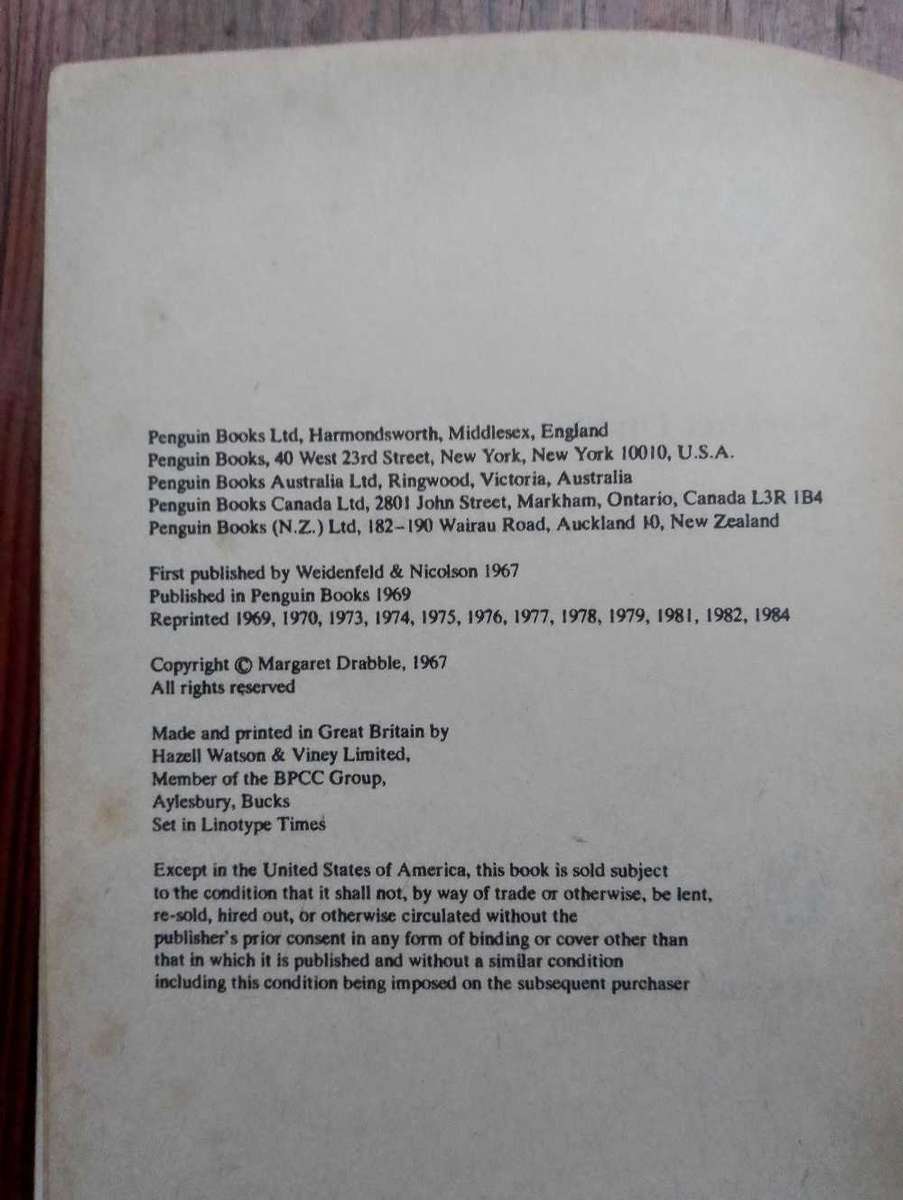 Penguin Books Ltd, Harmondsworth, Middlesex, England
Penguin Books, 40 West 23rd Street, New York, New York 10010, U.S.A.
Penguin Books Australia Ltd, Ringwood, Victoria, Australia
Penguin Books Canada Ltd, 2801 John Street, Markham, Ontario, Canada L3R 1B4
Penguin Books (N.Z.) Ltd, 182–190 Wairau Road, Auckland 10, New Zealand
First published by Weidenfeld & Nicolson 1967
Published in Penguin Books 1969
Reprinted 1969, 1970, 1973, 1974, 1975, 1976, 1977, 1978, 1979, 1981, 1982, 1984
Copyright © Margaret Drabble, 1967
All rights reserved
Made and printed in Great Britain by
Hazell Watson & Viney Limited,
Member of the BPCC Group,
Aylesbury, Bucks
Set in Linotype Times
Except in the United States of America, this book is sold subject
to the condition that it shall not, by way of trade or otherwise, be lent,
re-sold, hired out, or otherwise circulated without the
publisher's prior consent in any form of binding or cover other than
that in which it is published and without a similar condition
including this condition being imposed on the subsequent purchaser